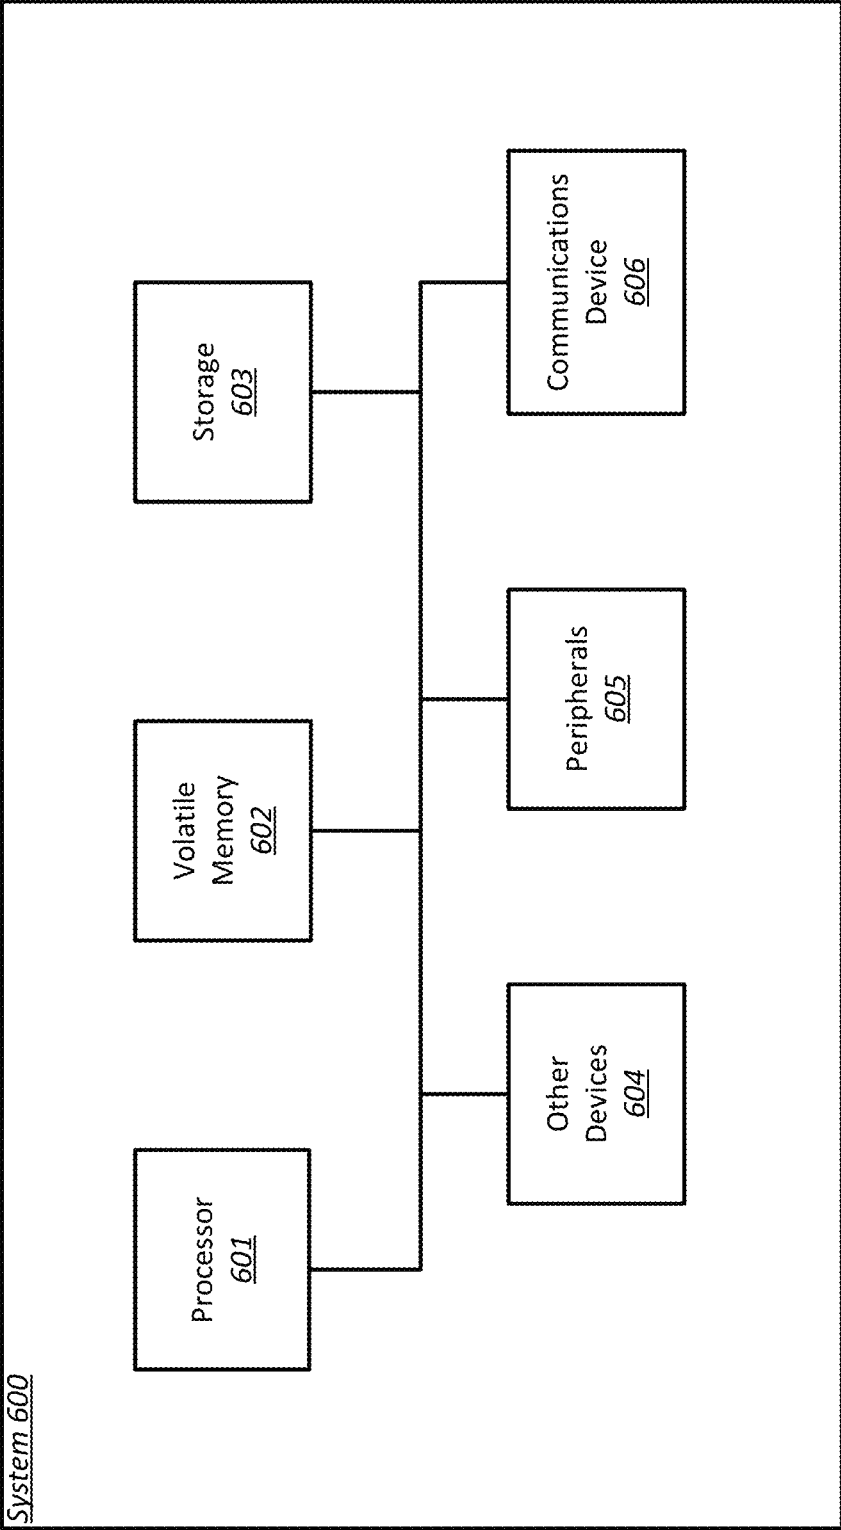 System 600
Processor
601
Volatile
Memory
602
Storage
603
Other
Devices
604
Peripherals
605
Communications
Device
606